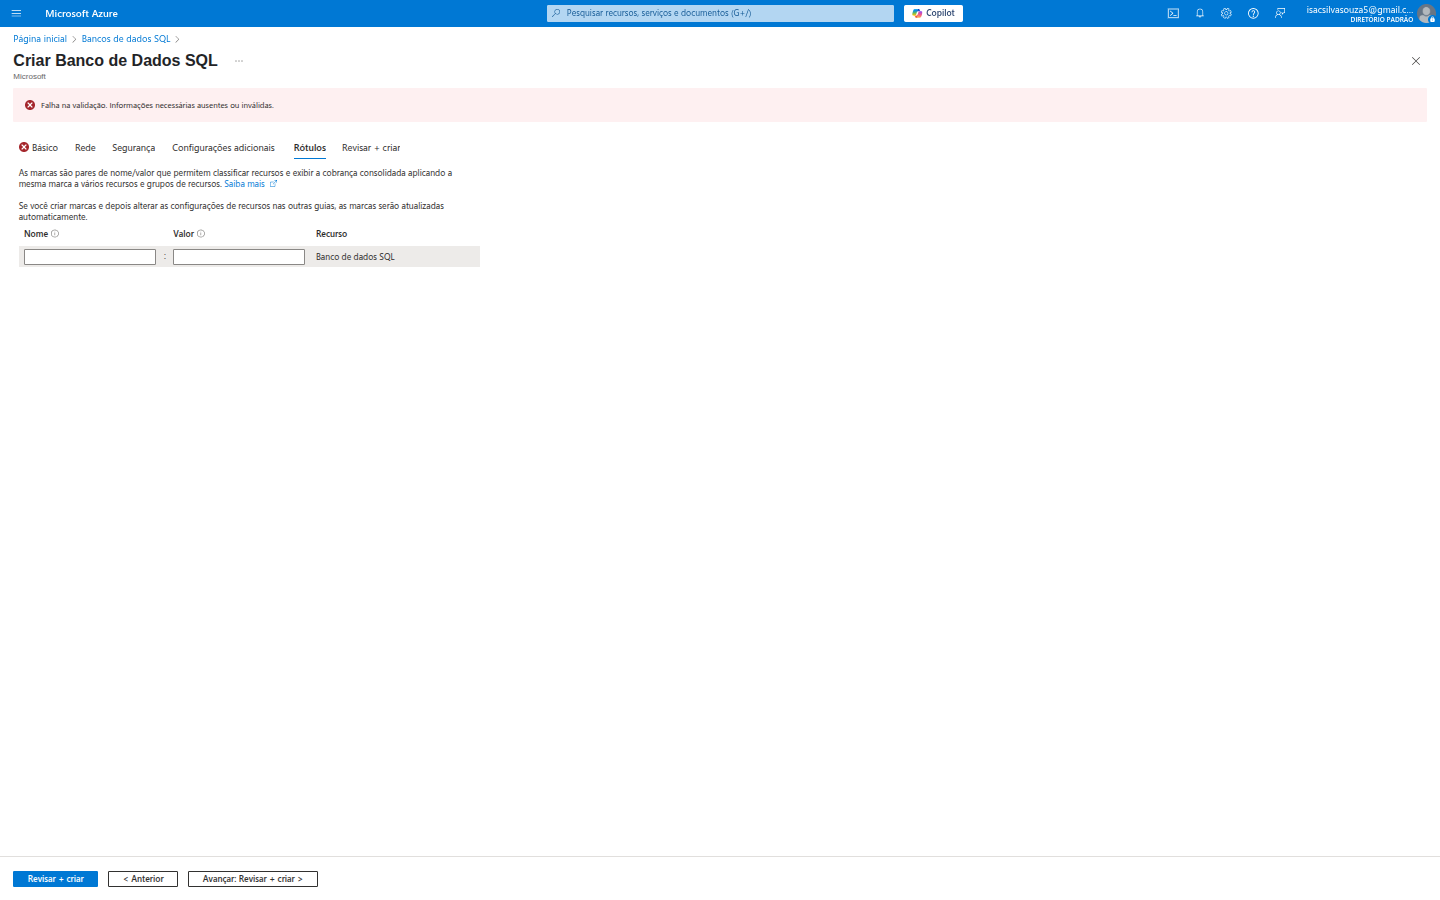 Microsoft Azure
Pesquisar recursos, serviços e documentos (G+/)
Copilot
isacsilvasouza5@gmail.c...
DIRETÓRIO PADRÃO
Página inicial > Bancos de dados SQL >
Criar Banco de Dados SQL ...
Microsoft
Falha na validação. Informações necessárias ausentes ou inválidas.
Básico Rede Segurança Configurações adicionais Rótulos Revisar + criar
As marcas são pares de nome/valor que permitem classificar recursos e exibir a cobrança consolidada aplicando a
mesma marca a vários recursos e grupos de recursos. Saiba mais
Se você criar marcas e depois alterar as configurações de recursos nas outras guias, as marcas serão atualizadas
automaticamente.
Nome Valor Recurso
: Banco de dados SQL
Revisar + criar < Anterior Avançar: Revisar + criar >